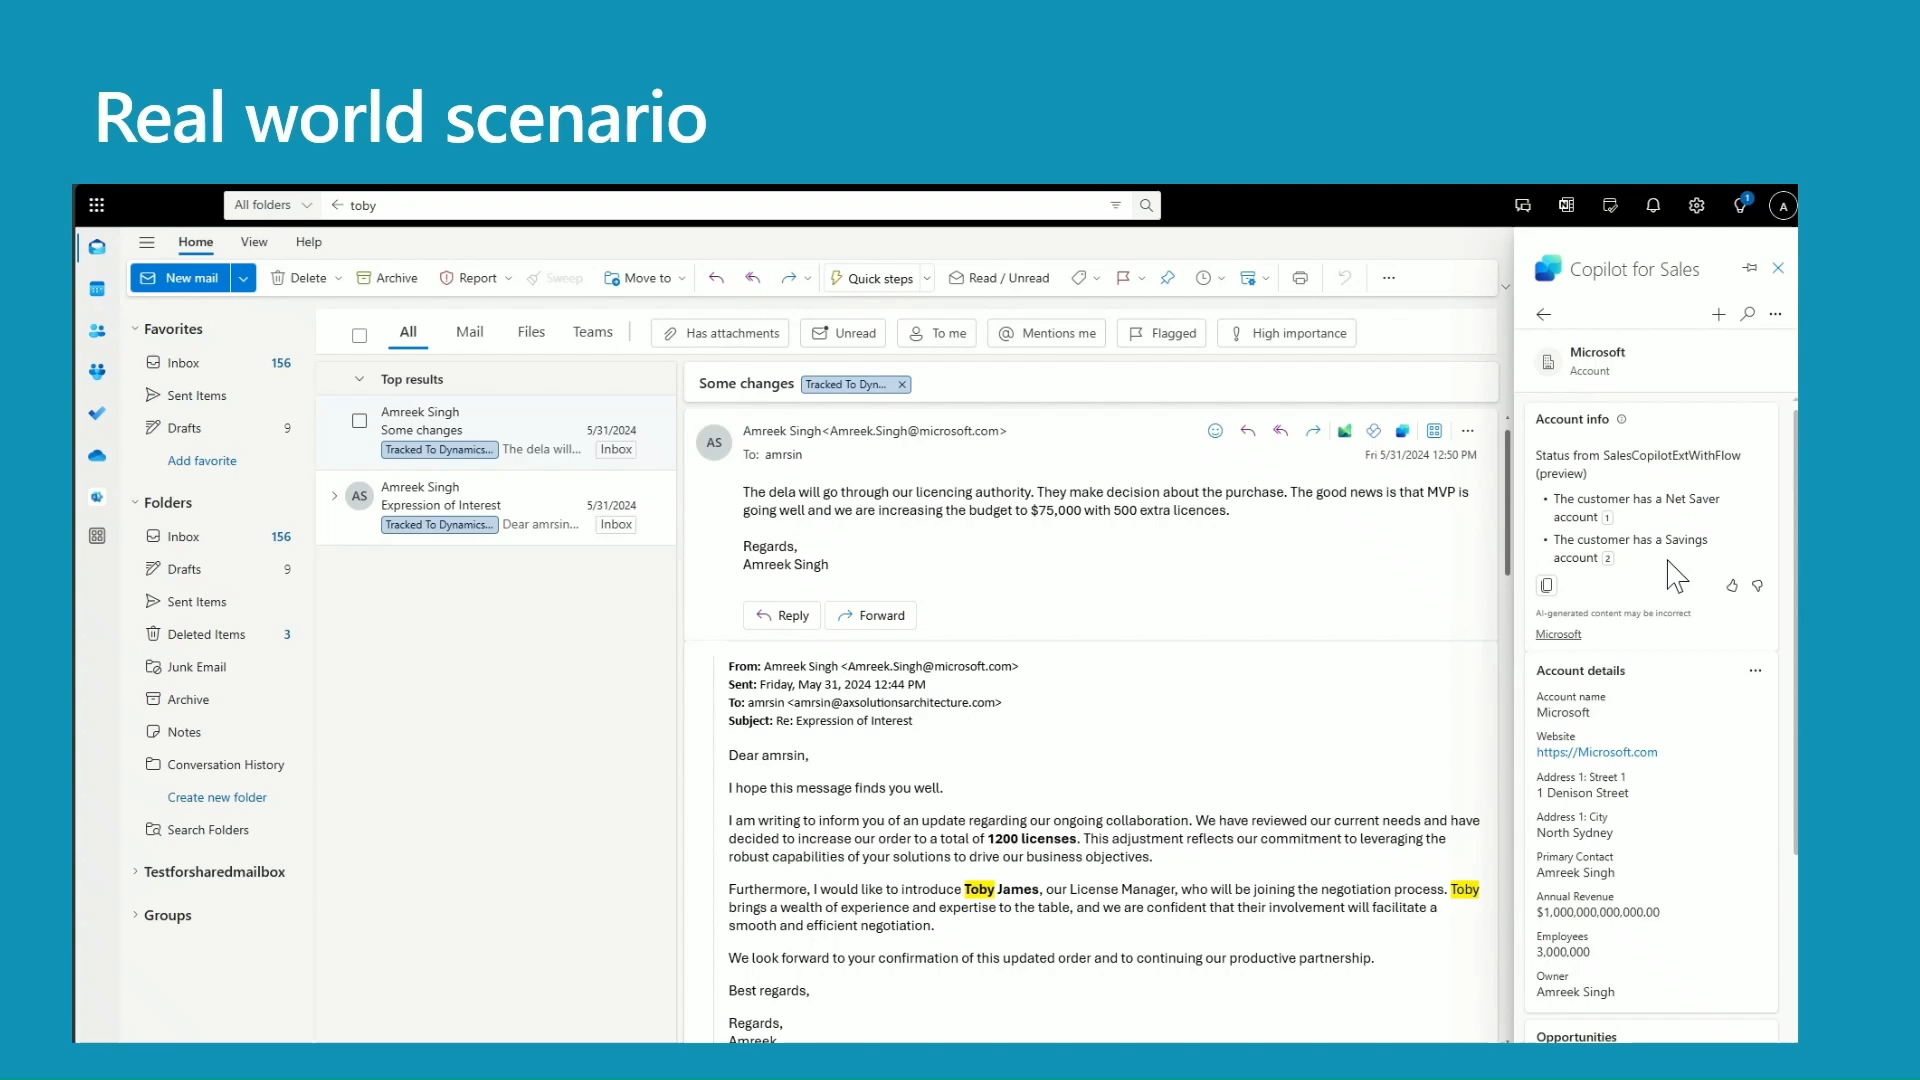 Real world scenario
All folders
toby
1
A
Home
View
Help
New mail
Delete
Archive
Report
Sweep
Move to
Quick steps
Read / Unread
Favorites
Inbox 156
Sent Items
Drafts 9
Add favorite
Folders
Inbox 156
Drafts 9
Sent Items
Deleted Items 3
Junk Email
Archive
Notes
Conversation History
Create new folder
Search Folders
Testforsharedmailbox
Groups
All
Mail
Files
Teams
Has attachments
Unread
To me
Mentions me
Flagged
High importance
Top results
Amreek Singh
Some changes 5/31/2024
Tracked To Dynamics... The dela will... Inbox
AS
Amreek Singh
Expression of Interest 5/31/2024
Tracked To Dynamics... Dear amrsin... Inbox
Some changes Tracked To Dyn...
AS
Amreek Singh<Amreek.Singh@microsoft.com>
To: amrsin
Fri 5/31/2024 12:50 PM
The dela will go through our licencing authority. They make decision about the purchase. The good news is that MVP is
going well and we are increasing the budget to $75,000 with 500 extra licences.
Regards,
Amreek Singh
Reply
Forward
From: Amreek Singh <Amreek.Singh@microsoft.com>
Sent: Friday, May 31, 2024 12:44 PM
To: amrsin <amrsin@axsolutionsarchitecture.com>
Subject: Re: Expression of Interest
Dear amrsin,
I hope this message finds you well.
I am writing to inform you of an update regarding our ongoing collaboration. We have reviewed our current needs and have
decided to increase our order to a total of 1200 licenses. This adjustment reflects our commitment to leveraging the
robust capabilities of your solutions to drive our business objectives.
Furthermore, I would like to introduce Toby James, our License Manager, who will be joining the negotiation process. Toby
brings a wealth of experience and expertise to the table, and we are confident that their involvement will facilitate a
smooth and efficient negotiation.
We look forward to your confirmation of this updated order and to continuing our productive partnership.
Best regards,
Regards,
Amreek
Copilot for Sales
Microsoft
Account
Account info
Status from SalesCopilotExtWithFlow
(preview)
• The customer has a Net Saver
account 1
• The customer has a Savings
account 2
AI-generated content may be incorrect
Microsoft
Account details
Account name
Microsoft
Website
https://Microsoft.com
Address 1: Street 1
1 Denison Street
Address 1: City
North Sydney
Primary Contact
Amreek Singh
Annual Revenue
$1,000,000,000,000.00
Employees
3,000,000
Owner
Amreek Singh
Opportunities